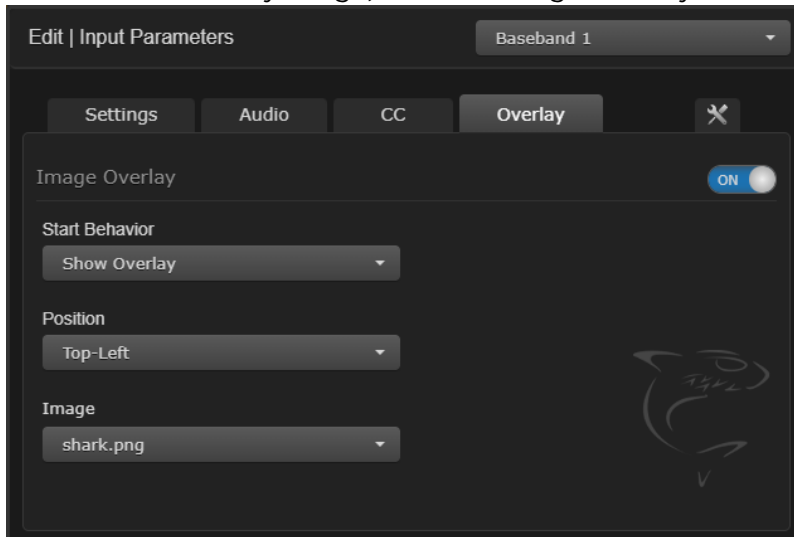 Edit | Input Parameters Baseband 1
Settings Audio CC Overlay
Image Overlay ON
Start Behavior
Show Overlay
Position
Top-Left
Image
shark.png